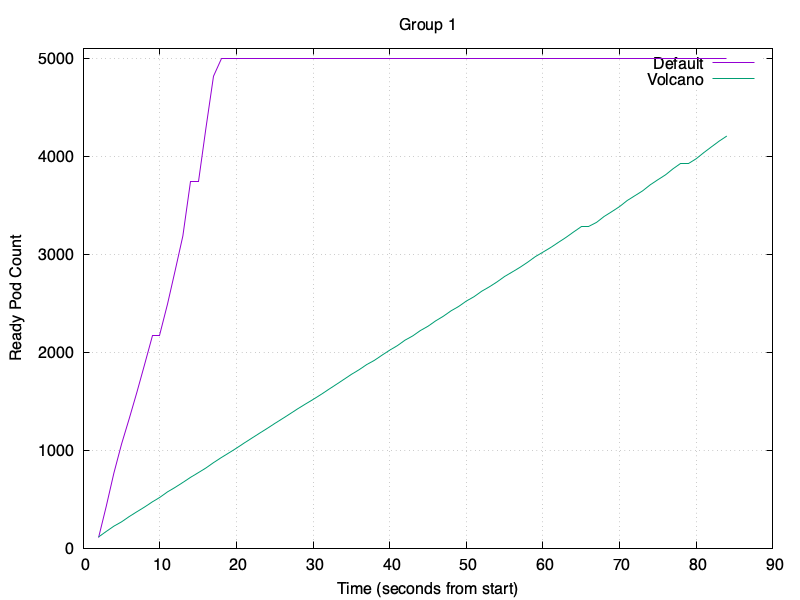 Group 1
5000
4000
3000
2000
1000
0
Ready Pod Count
Default
Volcano
0 10 20 30 40 50 60 70 80 90
Time (seconds from start)